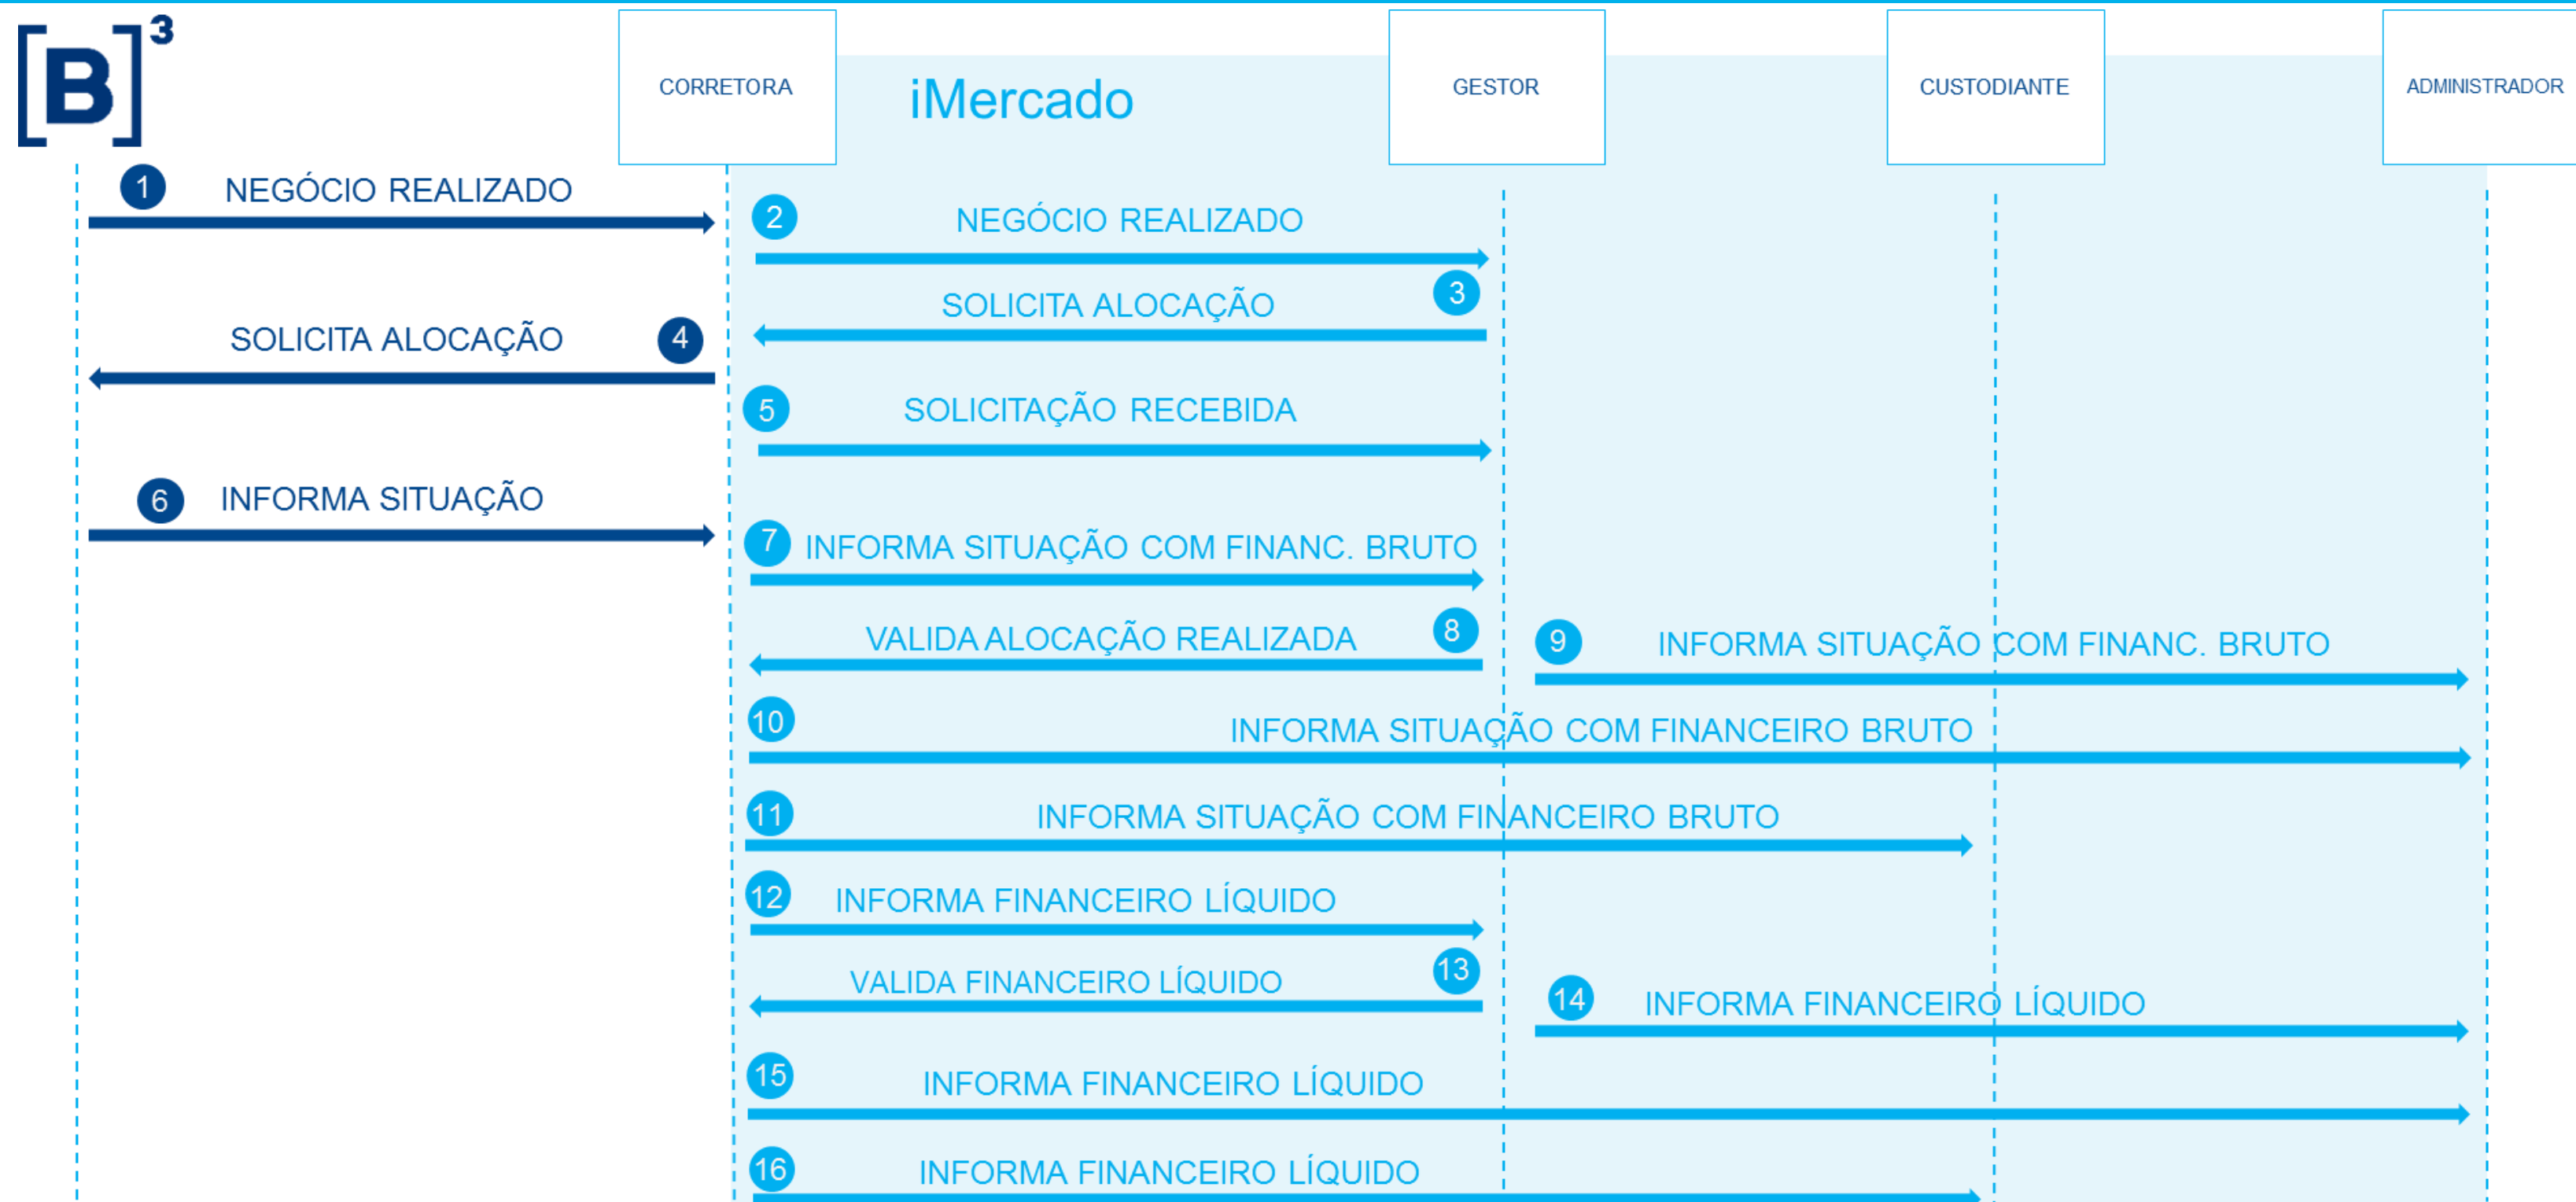 [B]³
CORRETORA
iMercado
GESTOR
CUSTODIANTE
ADMINISTRADOR
1 NEGÓCIO REALIZADO
2 NEGÓCIO REALIZADO
SOLICITA ALOCAÇÃO 3
SOLICITA ALOCAÇÃO 4
5 SOLICITAÇÃO RECEBIDA
6 INFORMA SITUAÇÃO
7 INFORMA SITUAÇÃO COM FINANC. BRUTO
VALIDA ALOCAÇÃO REALIZADA 8
9 INFORMA SITUAÇÃO COM FINANC. BRUTO
10 INFORMA SITUAÇÃO COM FINANCEIRO BRUTO
11 INFORMA SITUAÇÃO COM FINANCEIRO BRUTO
12 INFORMA FINANCEIRO LÍQUIDO
VALIDA FINANCEIRO LÍQUIDO 13
14 INFORMA FINANCEIRO LÍQUIDO
15 INFORMA FINANCEIRO LÍQUIDO
16 INFORMA FINANCEIRO LÍQUIDO